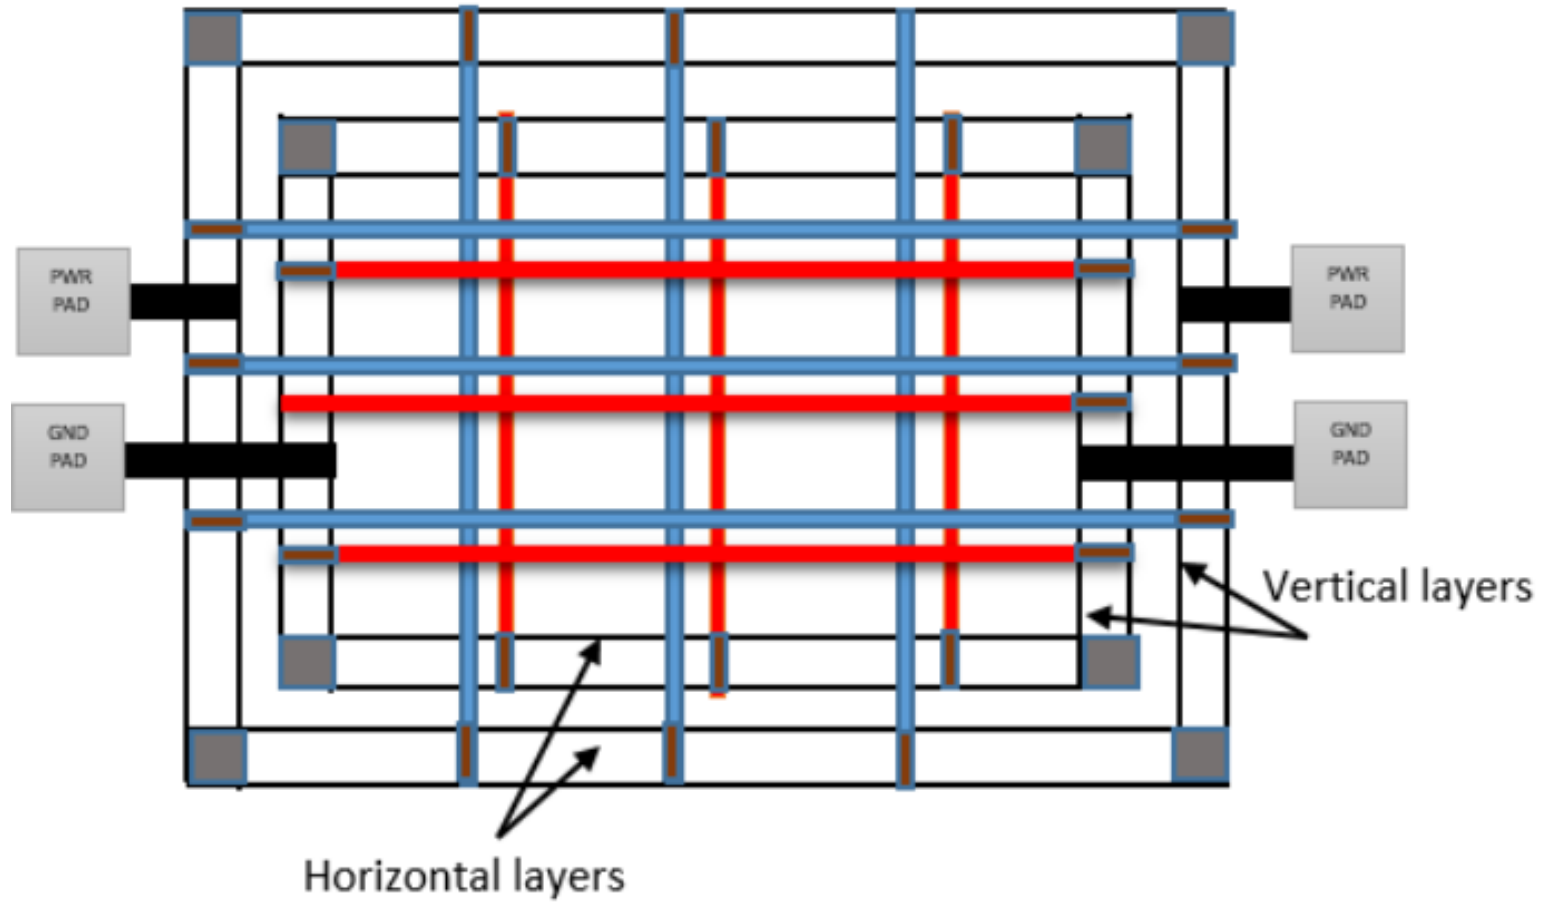 PWR
PAD
PWR
PAD
GND
PAD
GND
PAD
Vertical layers
Horizontal layers